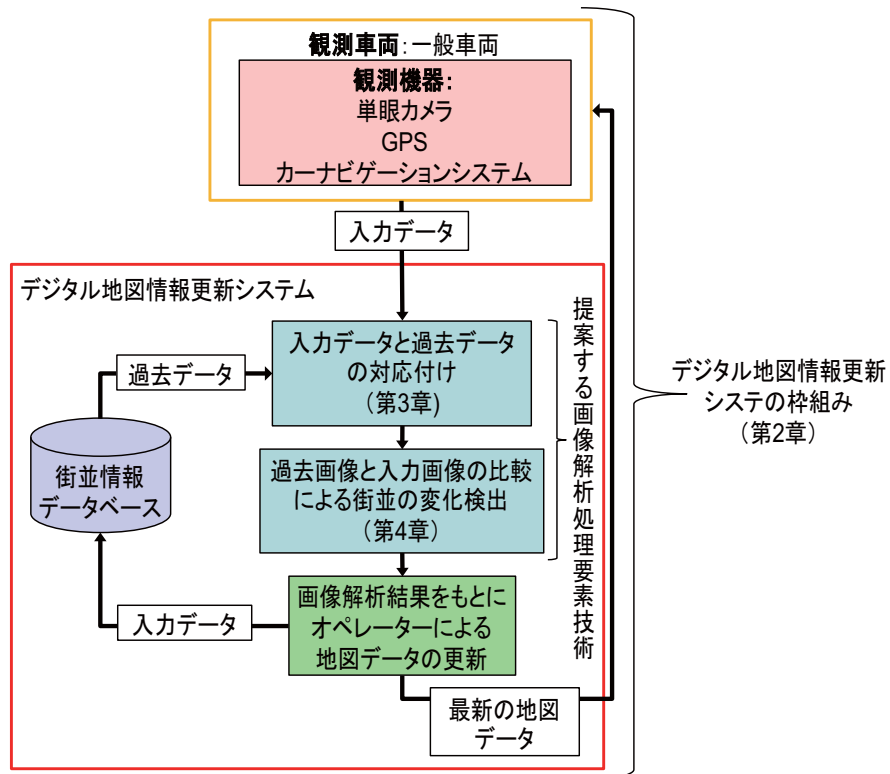 観測車両：一般車両
観測機器：
単眼カメラ
GPS
カーナビゲーションシステム
入力データ
デジタル地図情報更新システム
入力データと過去データ
の対応付け
(第3章)
過去データ
過去画像と入力画像の比較
による街並の変化検出
(第4章）
街並情報
データベース
画像解析結果をもとに
オペレーターによる
地図データの更新
入力データ
最新の地図
データ
提案する画像解析処理要素技術
デジタル地図情報更新
システの枠組み
（第2章）